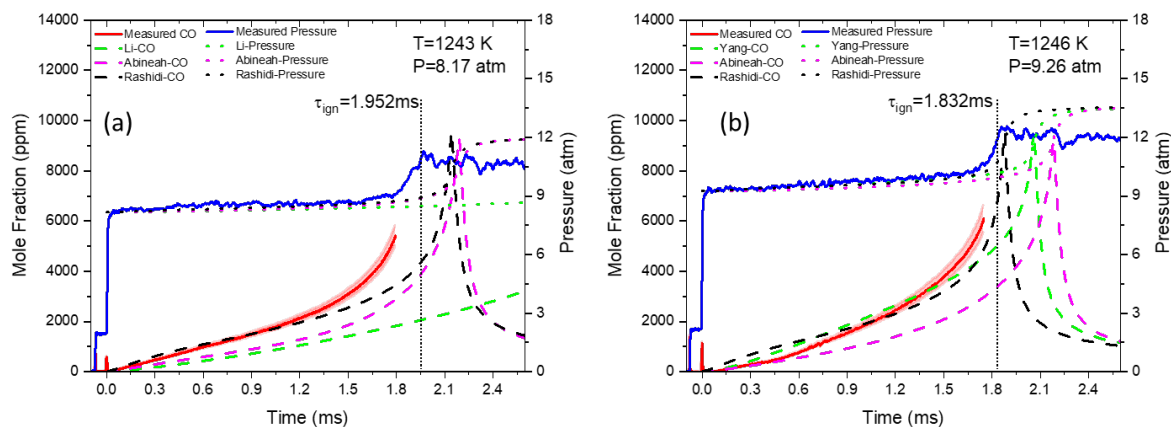 Measured CO
Li-CO
Abineah-CO
Rashidi-CO
Measured Pressure
Li-Pressure
Abineah-Pressure
Rashidi-Pressure
T=1243 K
P=8.17 atm
τign=1.952ms
(a)
14000
12000
10000
8000
6000
4000
2000
0
Mole Fraction (ppm)
18
15
12
9
6
3
0
Pressure (atm)
0.0 0.3 0.6 0.9 1.2 1.5 1.8 2.1 2.4
Time (ms)
Measured CO
Yang-CO
Abineah-CO
Rashidi-CO
Measured Pressure
Yang-Pressure
Abineah-Pressure
Rashidi-Pressure
T=1246 K
P=9.26 atm
τign=1.832ms
(b)
14000
12000
10000
8000
6000
4000
2000
0
Mole Fraction (ppm)
18
15
12
9
6
3
0
Pressure (atm)
0.0 0.3 0.6 0.9 1.2 1.5 1.8 2.1 2.4
Time (ms)